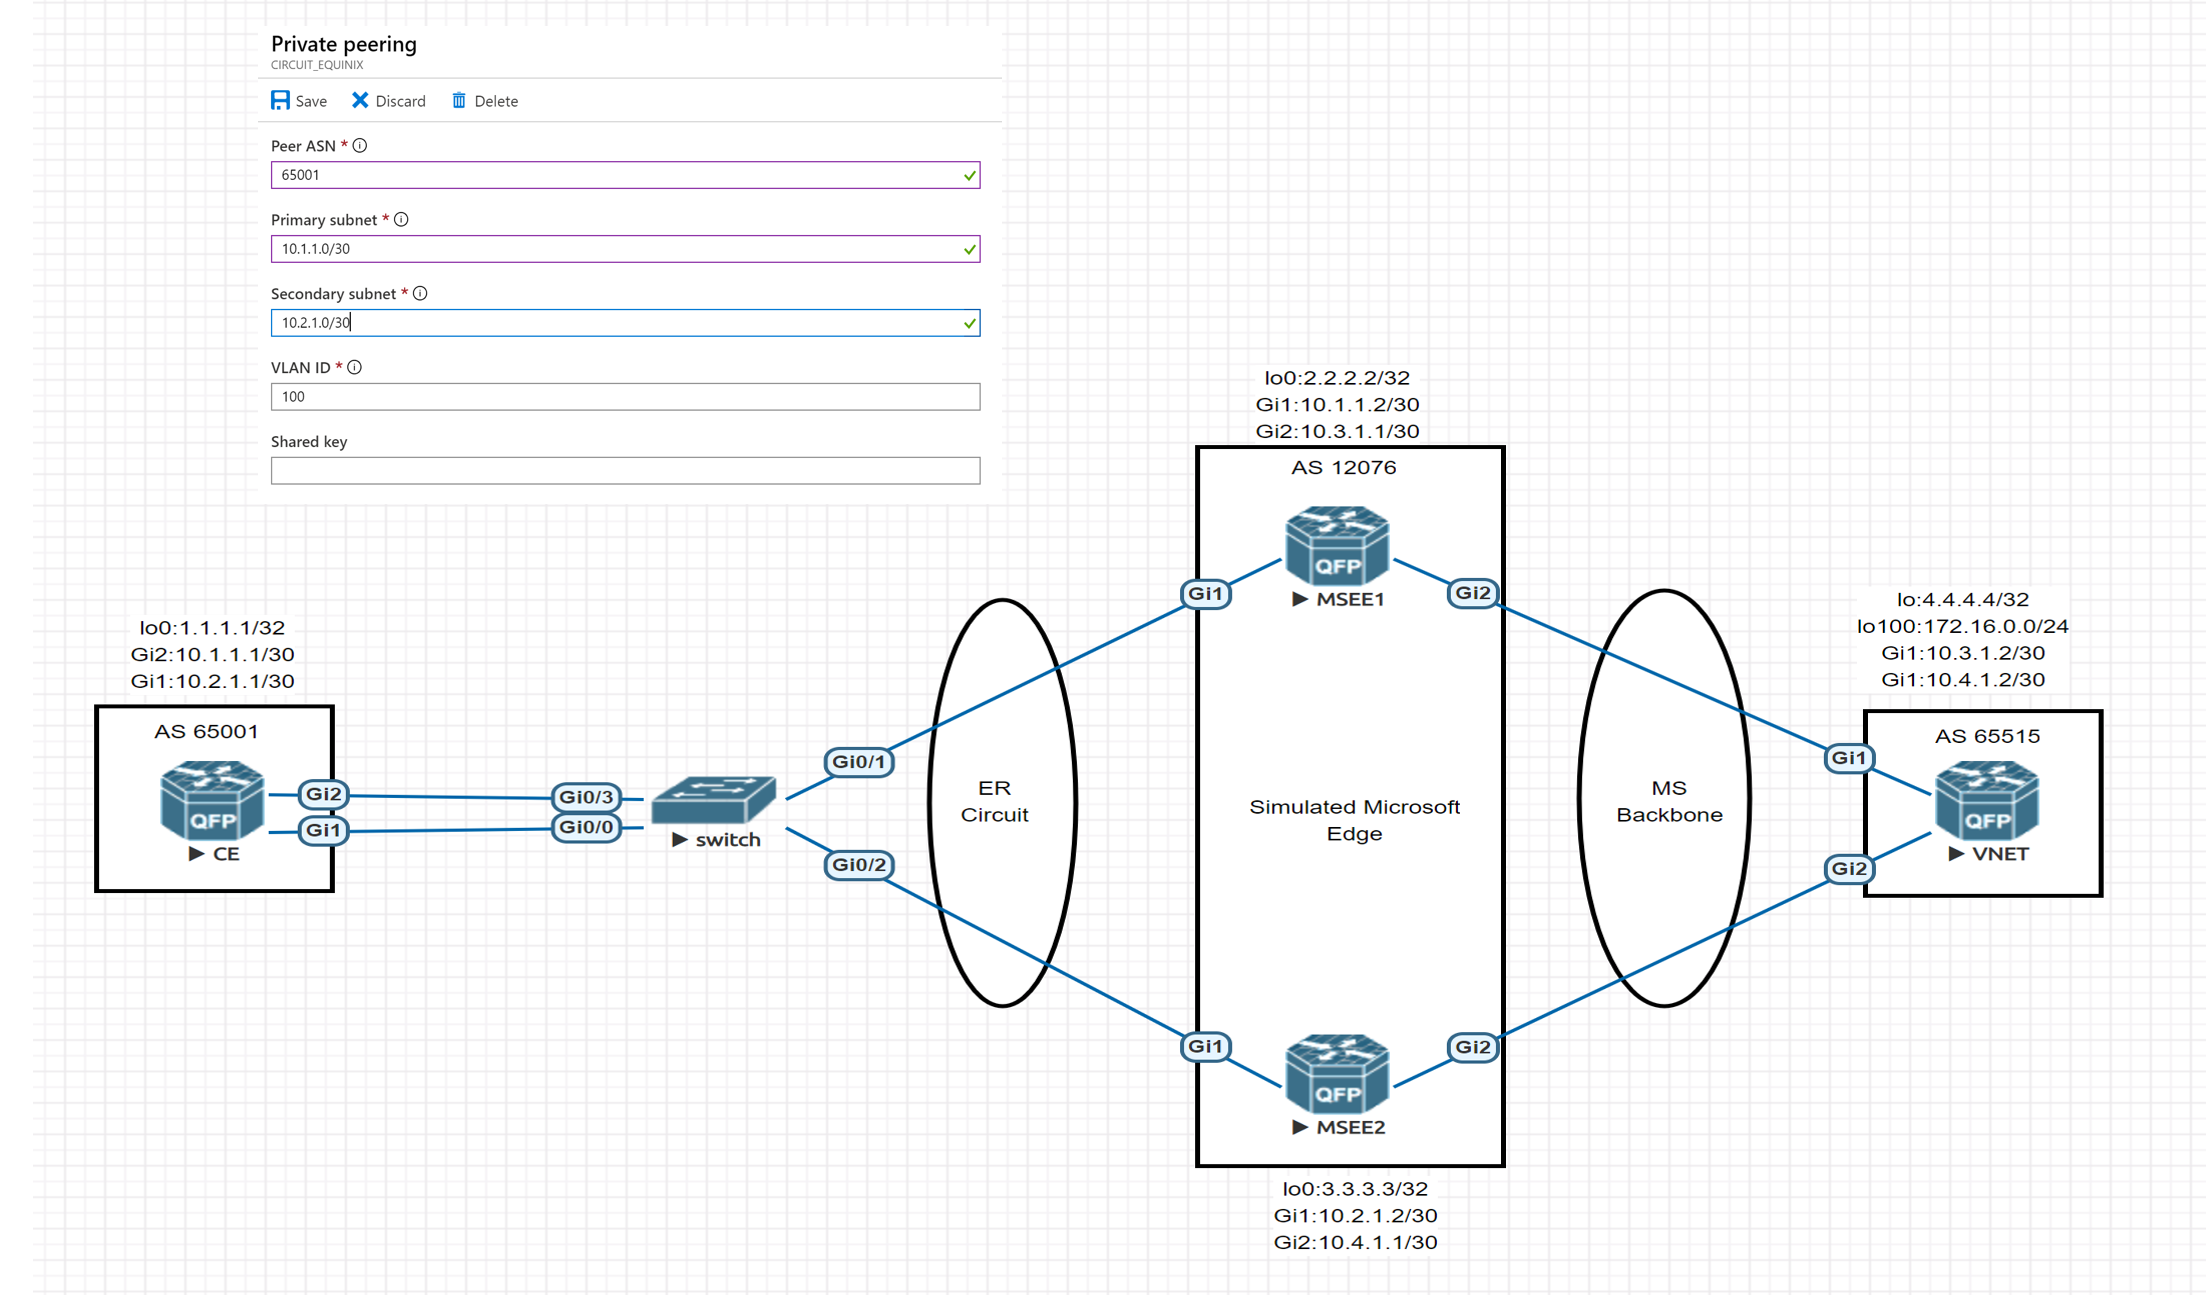 Private peering
CIRCUIT_EQUINIX
Save Discard Delete
Peer ASN *
65001
Primary subnet *
10.1.1.0/30
Secondary subnet *
10.2.1.0/30
VLAN ID *
100
Shared key
lo0:2.2.2.2/32
Gi1:10.1.1.2/30
Gi2:10.3.1.1/30
AS 12076
QFP
MSEE1
Gi1
Gi2
lo0:1.1.1.1/32
Gi2:10.1.1.1/30
Gi1:10.2.1.1/30
AS 65001
QFP
CE
Gi2
Gi1
Gi0/3
Gi0/0
switch
Gi0/1
Gi0/2
ER
Circuit
Simulated Microsoft
Edge
MS
Backbone
lo:4.4.4.4/32
lo100:172.16.0.0/24
Gi1:10.3.1.2/30
Gi1:10.4.1.2/30
AS 65515
Gi1
Gi2
QFP
VNET
Gi1
Gi2
QFP
MSEE2
lo0:3.3.3.3/32
Gi1:10.2.1.2/30
Gi2:10.4.1.1/30